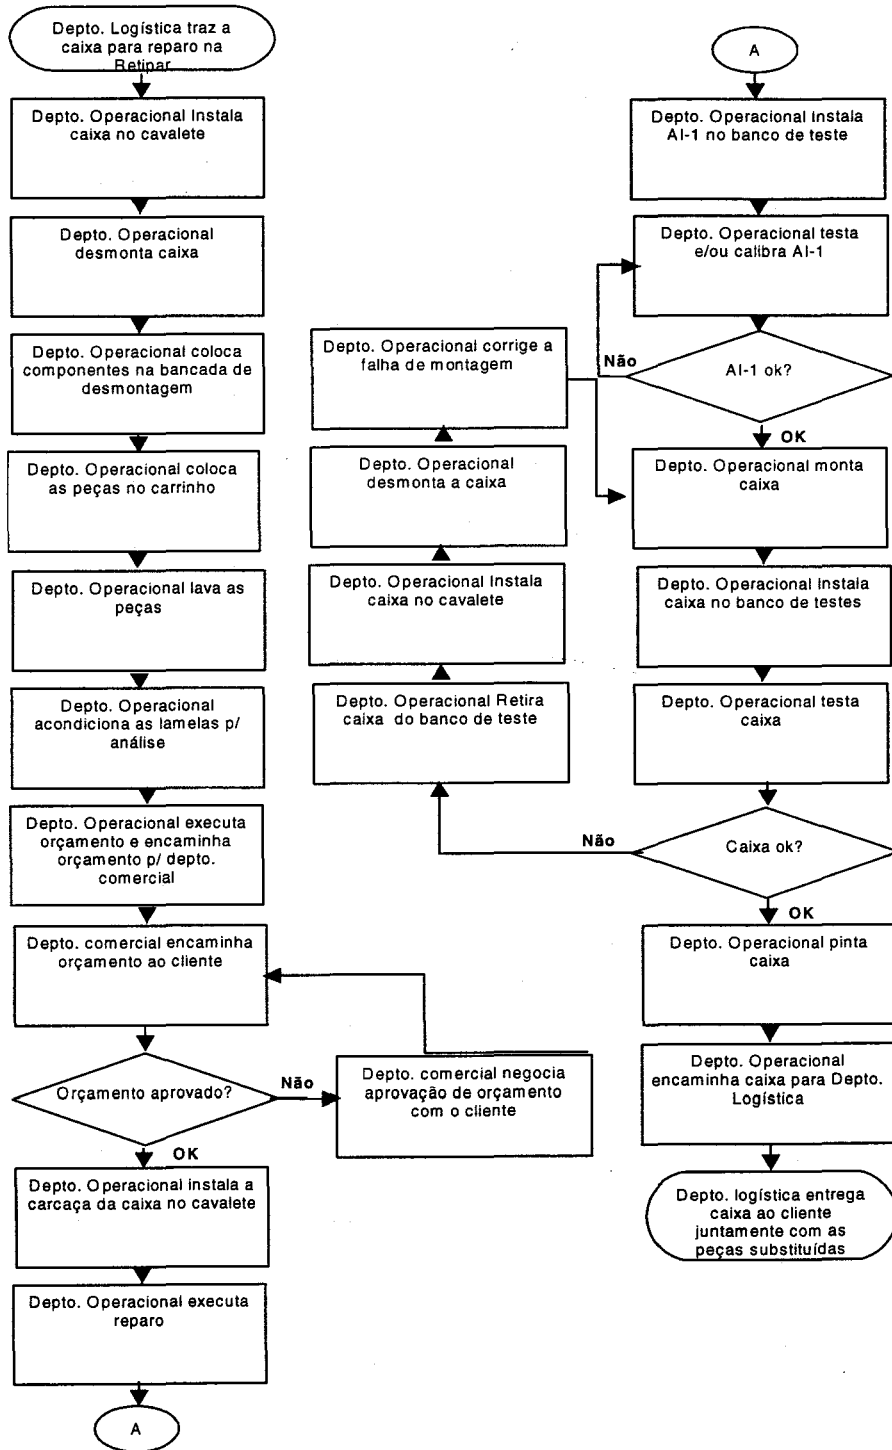 Depto. Logística traz a
caixa para reparo na
Retipar
Depto. Operacional Instala
caixa no cavalete
Depto. Operacional
desmonta caixa
Depto. Operacional coloca
componentes na bancada de
desmontagem
Depto. Operacional coloca
as peças no carrinho
Depto. Operacional lava as
peças
Depto. Operacional
acondiciona as lamelas p/
análise
Depto. Operacional executa
orçamento e encaminha
orçamento p/ depto.
comercial
Depto. comercial encaminha
orçamento ao cliente
Orçamento aprovado?
Não
Depto. comercial negocia
aprovação de orçamento
com o cliente
OK
Depto. Operacional instala a
carcaça da caixa no cavalete
Depto. Operacional executa
reparo
A
A
Depto. Operacional Instala
AI-1 no banco de teste
Depto. Operacional testa
e/ou calibra AI-1
AI-1 ok?
Não
OK
Depto. Operacional monta
caixa
Depto. Operacional Instala
caixa no banco de testes
Depto. Operacional testa
caixa
Caixa ok?
Não
Depto. Operacional Retira
caixa do banco de teste
Depto. Operacional Instala
caixa no cavalete
Depto. Operacional
desmonta a caixa
Depto. Operacional corrige a
falha de montagem
OK
Depto. Operacional pinta
caixa
Depto. Operacional
encaminha caixa para Depto.
Logística
Depto. logística entrega
caixa ao cliente
juntamente com as
peças substituídas